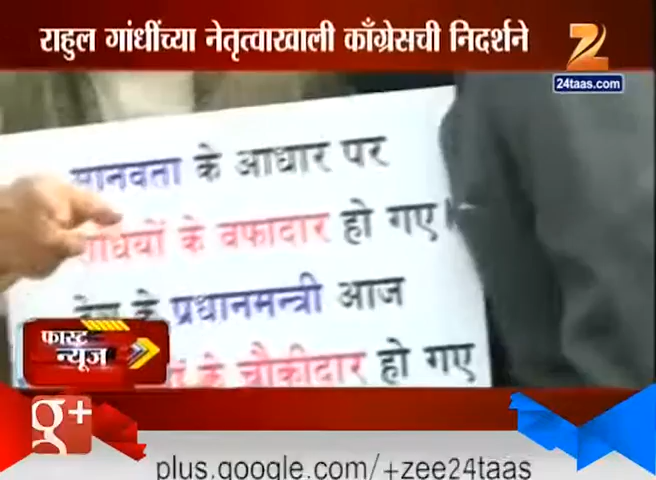 राहुल गांधींच्या नेतृत्वाखाली काँग्रेसची निदर्शने
24taas.com
मानवता के आधार पर
के वफादार हो गए।
के प्रधानमन्त्री आज
के चौकीदार हो गए
फास्ट
न्यूज
g+
plus.google.com/+zee24taas